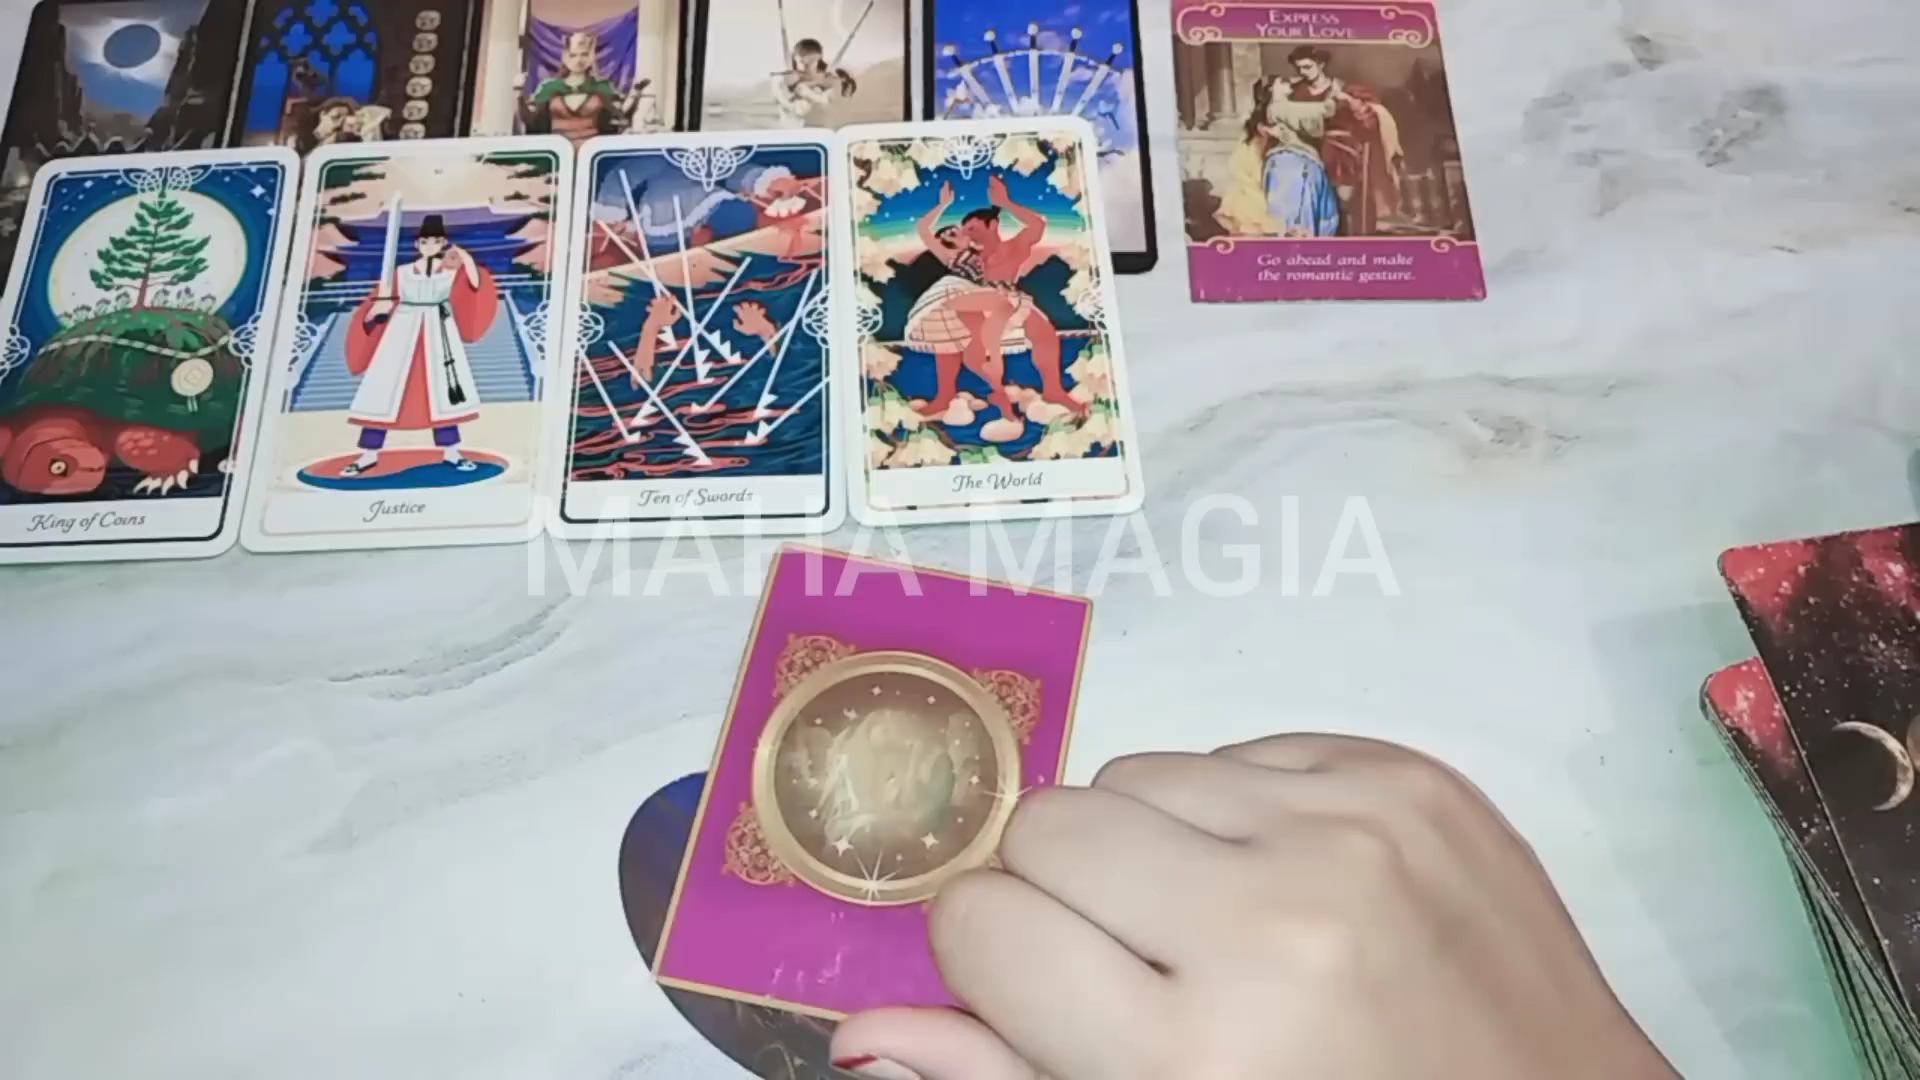 EXPRESS
YOUR LOVE
Go ahead and make
the romantic gesture.
King of Coins
Justice
Ten of Swords
The World
MAHA MAGIA